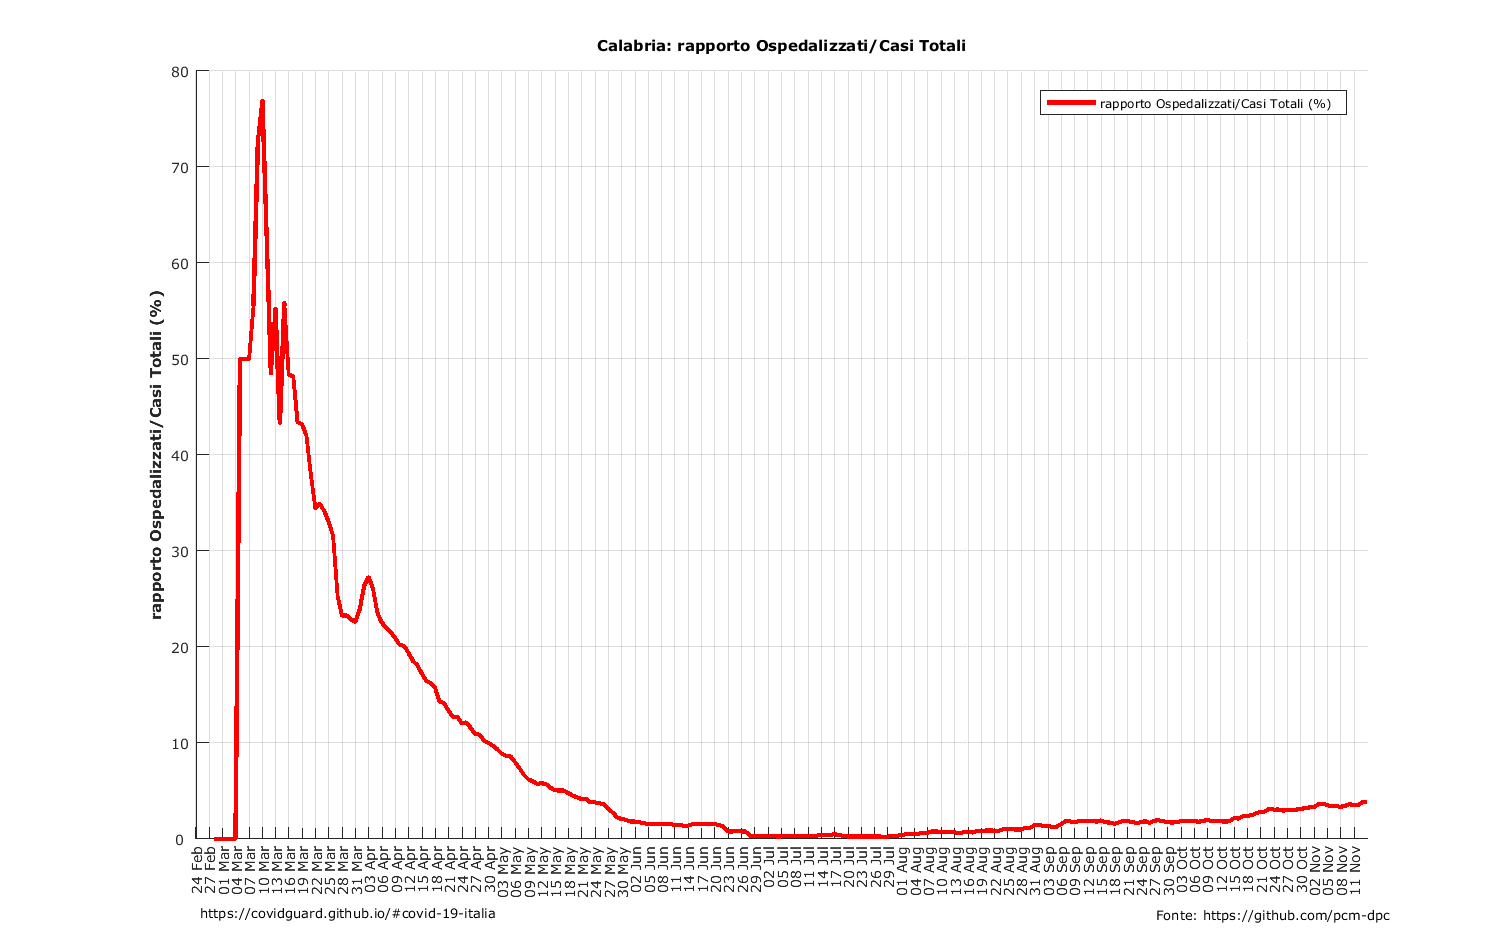 Calabria: rapporto Ospedalizzati/Casi Totali
rapporto Ospedalizzati/Casi Totali (%)
rapporto Ospedalizzati/Casi Totali (%)
80
70
60
50
40
30
20
10
0
24 Feb
27 Feb
01 Mar
04 Mar
07 Mar
10 Mar
13 Mar
16 Mar
19 Mar
22 Mar
25 Mar
28 Mar
31 Mar
03 Apr
06 Apr
09 Apr
12 Apr
15 Apr
18 Apr
21 Apr
24 Apr
27 Apr
30 Apr
03 May
06 May
09 May
12 May
15 May
18 May
21 May
24 May
27 May
30 May
02 Jun
05 Jun
08 Jun
11 Jun
14 Jun
17 Jun
20 Jun
23 Jun
26 Jun
29 Jun
02 Jul
05 Jul
08 Jul
11 Jul
14 Jul
17 Jul
20 Jul
23 Jul
26 Jul
29 Jul
01 Aug
04 Aug
07 Aug
10 Aug
13 Aug
16 Aug
19 Aug
22 Aug
25 Aug
28 Aug
31 Aug
03 Sep
06 Sep
09 Sep
12 Sep
15 Sep
18 Sep
21 Sep
24 Sep
27 Sep
30 Sep
03 Oct
06 Oct
09 Oct
12 Oct
15 Oct
18 Oct
21 Oct
24 Oct
27 Oct
30 Oct
02 Nov
05 Nov
08 Nov
11 Nov
https://covidguard.github.io/#covid-19-italia
Fonte: https://github.com/pcm-dpc